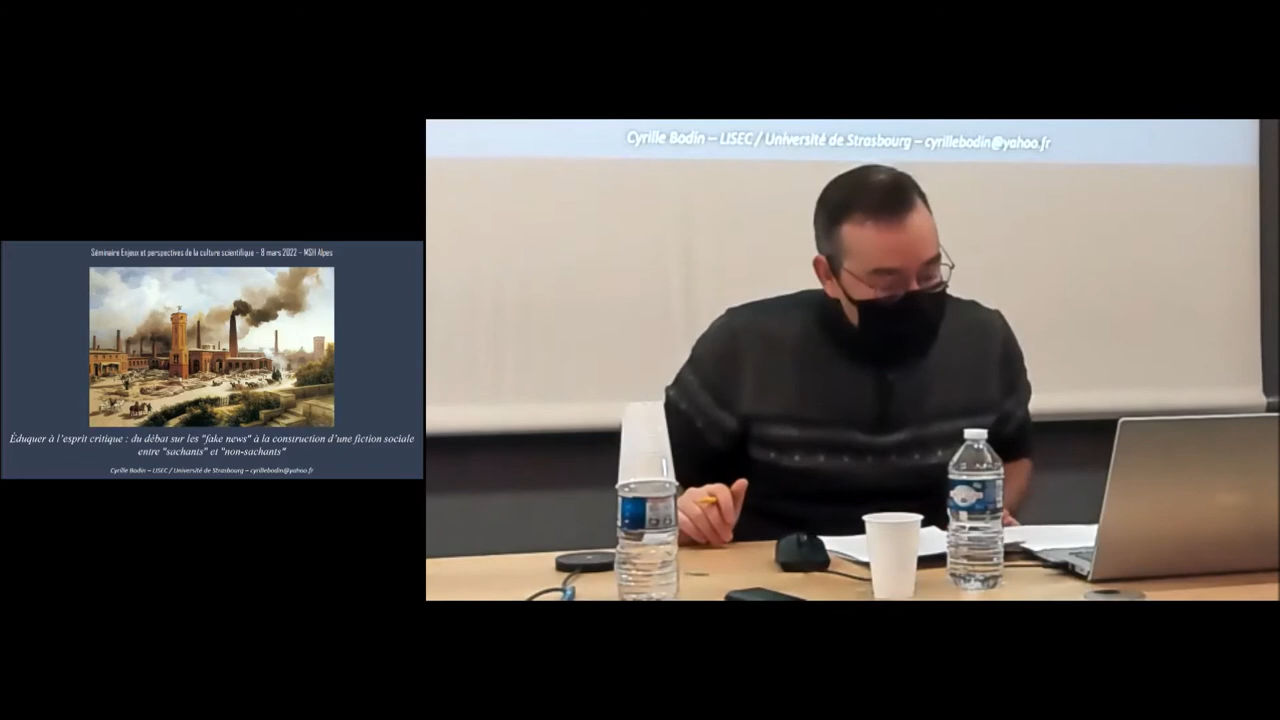 Séminaire Enjeux et perspectives de la culture scientifique – 8 mars 2022 – MSH Alpes
Éduquer à l'esprit critique : du débat sur les "fake news" à la construction d'une fiction sociale
entre "sachants" et "non-sachants"
Cyrille Bodin – LISEC / Université de Strasbourg – cyrillebodin@yahoo.fr
Cyrille Bodin – LISEC / Université de Strasbourg – cyrillebodin@yahoo.fr